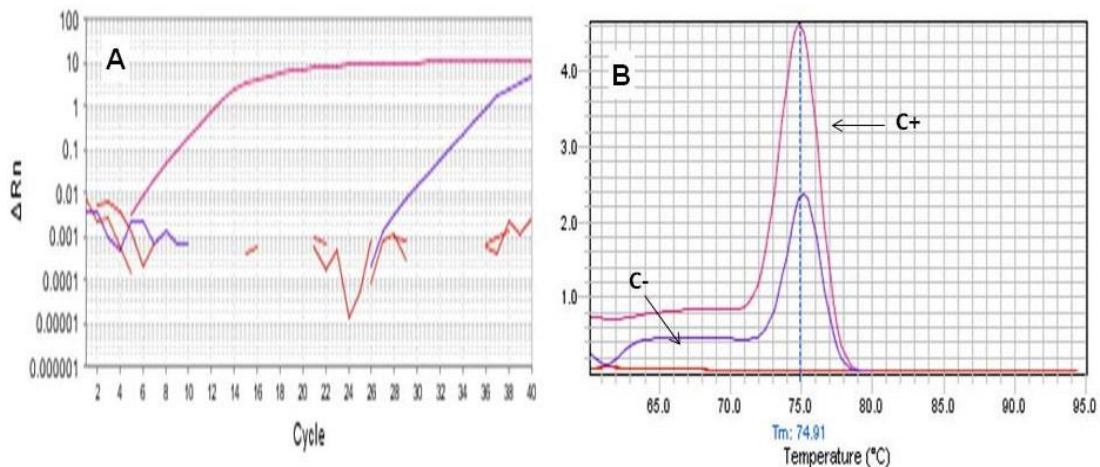 A
ΔRn
100
10
1
0.1
0.01
0.001
0.0001
0.00001
0.000001
2 4 6 8 10 12 14 16 18 20 22 24 26 28 30 32 34 36 38 40
Cycle
B
4.0
3.0
2.0
1.0
C+
C-
65.0 70.0 75.0 80.0 85.0 90.0 95.0
Tm: 74.91
Temperature (°C)